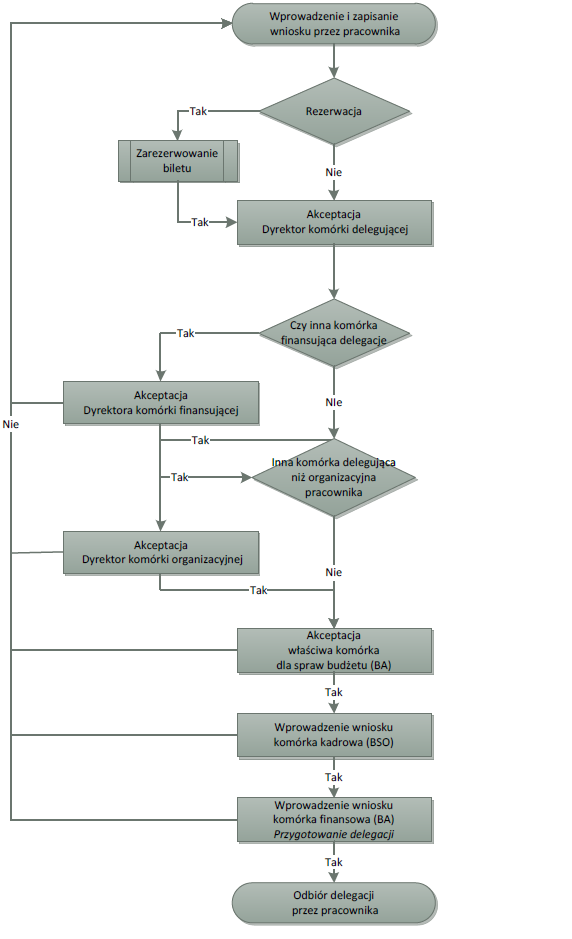 Wprowadzenie i zapisanie
wniosku przez pracownika
Rezerwacja
Tak
Zarezerwowanie
biletu
Nie
Tak
Akceptacja
Dyrektor komórki delegującej
Czy inna komórka
finansująca delegacje
Tak
Akceptacja
Dyrektora komórki finansującej
NIe
Nie
Tak
Inna komórka delegująca
niż organizacyjna
pracownika
Tak
Akceptacja
Dyrektor komórki organizacyjnej
Nie
Tak
Akceptacja
właściwa komórka
dla spraw budżetu (BA)
Tak
Wprowadzenie wniosku
komórka kadrowa (BSO)
Tak
Wprowadzenie wniosku
komórka finansowa (BA)
Przygotowanie delegacji
Tak
Odbiór delegacji
przez pracownika